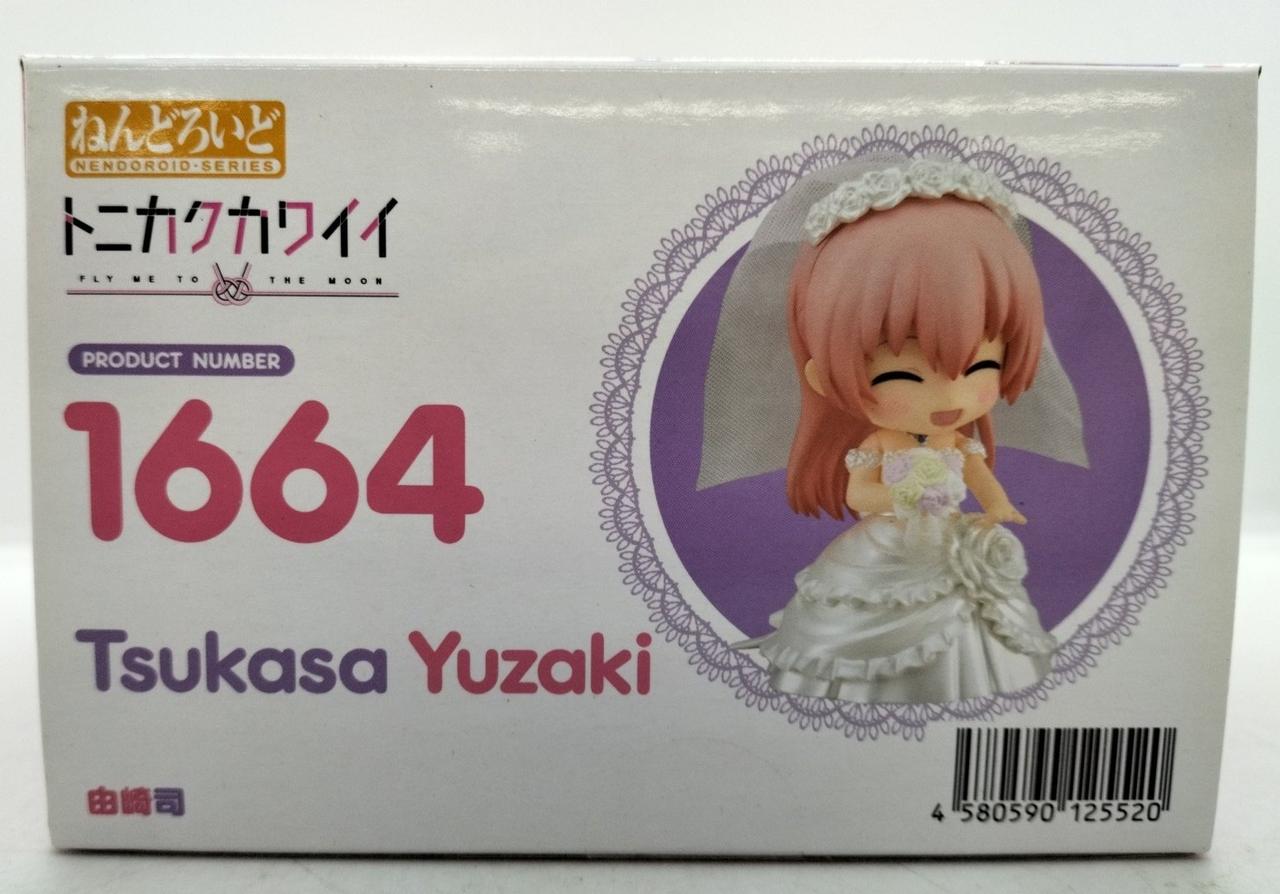 ねんどろいど
NENDOROID·SERIES
トニカクカワイイ
FLY ME TO THE MOON
PRODUCT NUMBER
1664
Tsukasa Yuzaki
由崎司
4 580590 125520